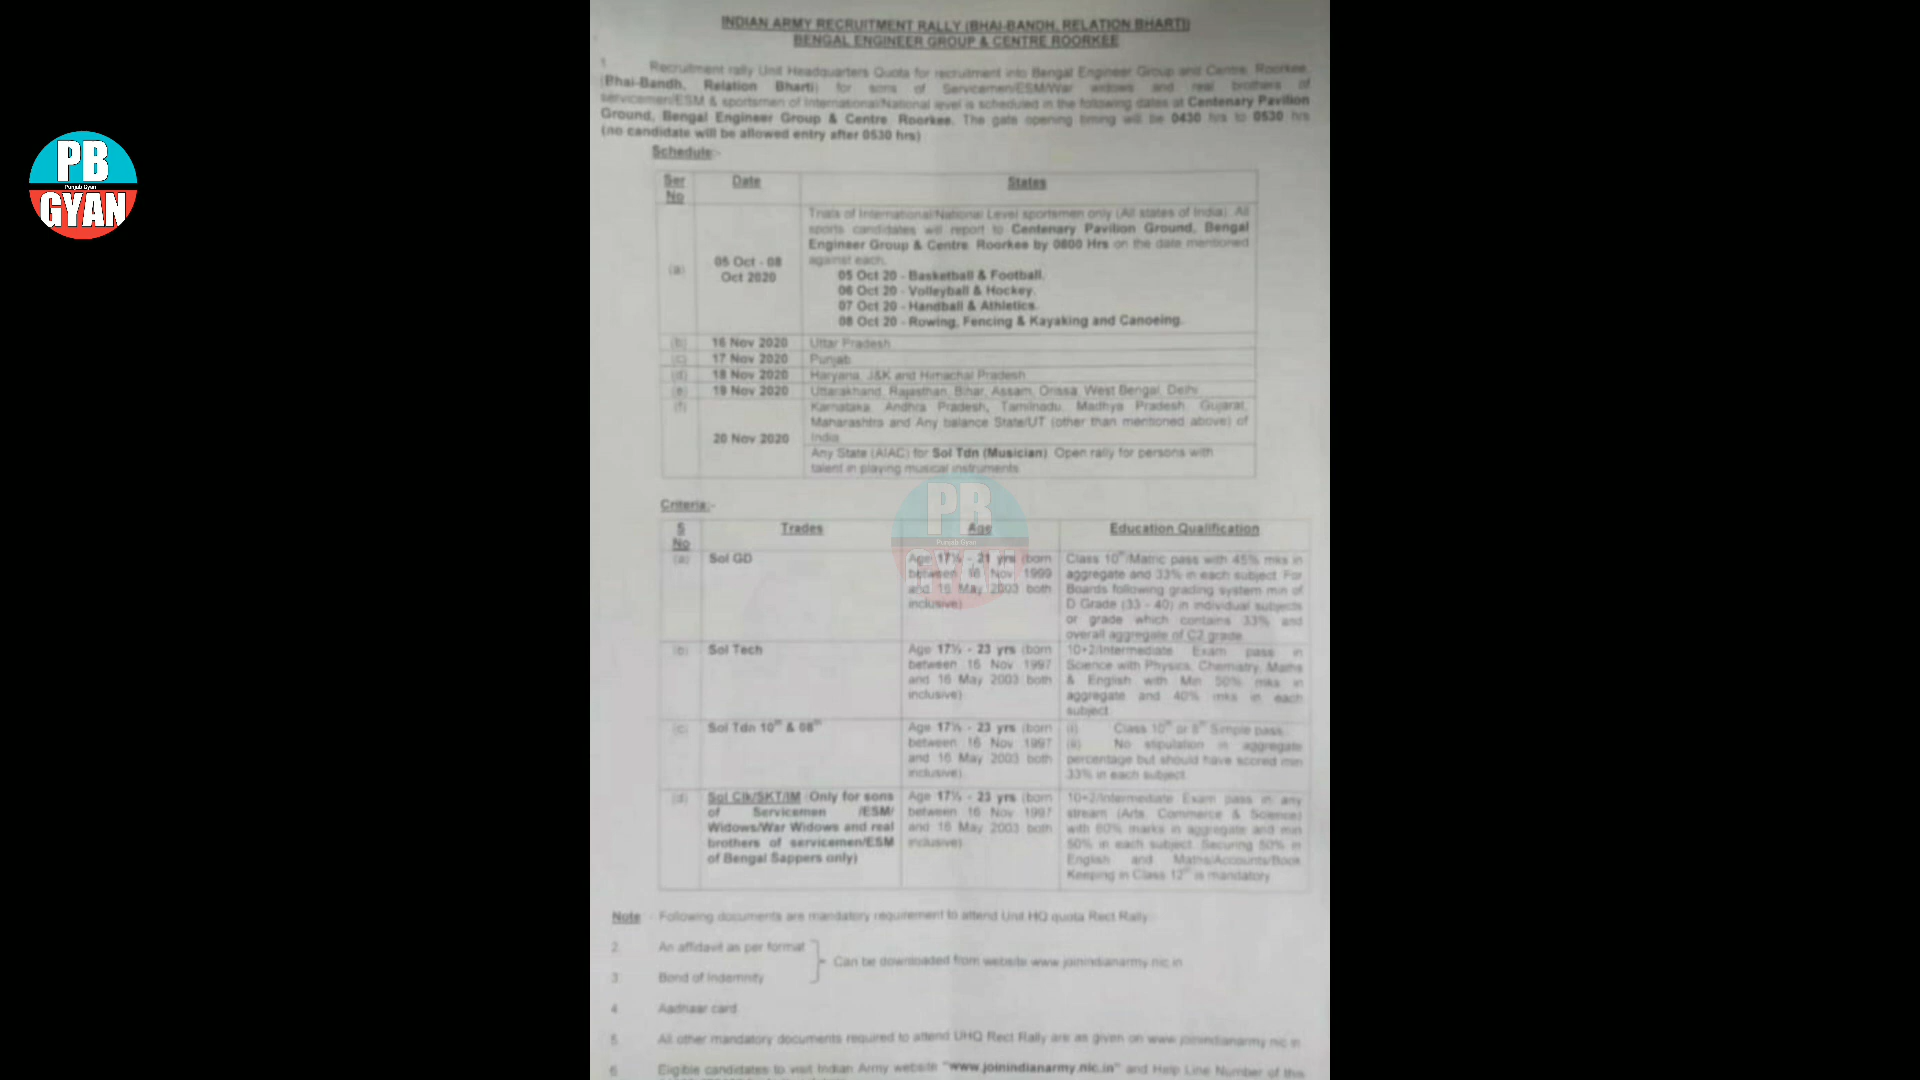 PB
Punjab Gyan
GYAN
INDIAN ARMY RECRUITMENT RALLY (BHAI-BANDH, RELATION BHARTI)
BENGAL ENGINEER GROUP & CENTRE ROORKEE
1 Recruitment rally Unit Headquarters Quota for recruitment into Bengal Engineer Group and Centre, Roorkee,
(Bhai-Bandh, Relation Bharti) for sons of Servicemen/ESM/War widows and real brothers of
servicemen/ESM & sportsmen of International/National level is scheduled in the following dates at Centenary Pavilion
Ground, Bengal Engineer Group & Centre, Roorkee. The gate opening timing will be 0430 hrs to 0530 hrs
(no candidate will be allowed entry after 0530 hrs)
Schedule:-
Ser No Date States
(a) 05 Oct - 08 Oct 2020
Trials of International/National Level sportsmen only (All states of India). All
sports candidates will report to Centenary Pavilion Ground, Bengal
Engineer Group & Centre, Roorkee by 0800 Hrs on the date mentioned
against each.
05 Oct 20 - Basketball & Football.
06 Oct 20 - Volleyball & Hockey.
07 Oct 20 - Handball & Athletics.
08 Oct 20 - Rowing, Fencing & Kayaking and Canoeing.
(b) 16 Nov 2020 Uttar Pradesh
(c) 17 Nov 2020 Punjab
(d) 18 Nov 2020 Haryana, J&K and Himachal Pradesh
(e) 19 Nov 2020 Uttarakhand, Rajasthan, Bihar, Assam, Orissa, West Bengal, Delhi
(f) 20 Nov 2020
Karnataka, Andhra Pradesh, Tamilnadu, Madhya Pradesh, Gujarat,
Maharashtra and Any balance State/UT (other than mentioned above) of
India
Any State (AIAC) for Sol Tdn (Musician). Open rally for persons with
talent in playing musical instruments
Criteria:-
S No Trades Age Education Qualification
(a) Sol GD
Age 17½ - 21 yrs (born
between 16 Nov 1999
and 16 May 2003 both
inclusive)
Class 10th/Matric pass with 45% mks in
aggregate and 33% in each subject. For
Boards following grading system min of
D Grade (33 - 40) in individual subjects
or grade which contains 33% and
overall aggregate of C2 grade
(b) Sol Tech
Age 17½ - 23 yrs (born
between 16 Nov 1997
and 16 May 2003 both
inclusive)
10+2/Intermediate Exam pass in
Science with Physics, Chemistry, Maths
& English with Min 50% mks in
aggregate and 40% mks in each
subject
(c) Sol Tdn 10th & 08th
Age 17½ - 23 yrs (born
between 16 Nov 1997
and 16 May 2003 both
inclusive)
(i) Class 10th or 8th Simple pass
(ii) No stipulation in aggregate
percentage but should have scored min
33% in each subject
(d) Sol Clk/SKT/IM (Only for sons
of Servicemen /ESM/
Widows/War Widows and real
brothers of servicemen/ESM
of Bengal Sappers only)
Age 17½ - 23 yrs (born
between 16 Nov 1997
and 16 May 2003 both
inclusive)
10+2/Intermediate Exam pass in any
stream (Arts, Commerce & Science)
with 60% marks in aggregate and min
50% in each subject. Securing 50% in
English and Maths/Accounts/Book
Keeping in Class 12th is mandatory
PB
Punjab Gyan
GYAN
Note :- Following documents are mandatory requirement to attend Unit HQ quota Rect Rally:-
2. An affidavit as per format
Can be downloaded from website www.joinindianarmy.nic.in
3. Bond of Indemnity
4. Aadhaar card
5. All other mandatory documents required to attend UHQ Rect Rally are as given on www.joinindianarmy.nic.in
6. Eligible candidates to visit Indian Army website "www.joinindianarmy.nic.in" and Help Line Number of this